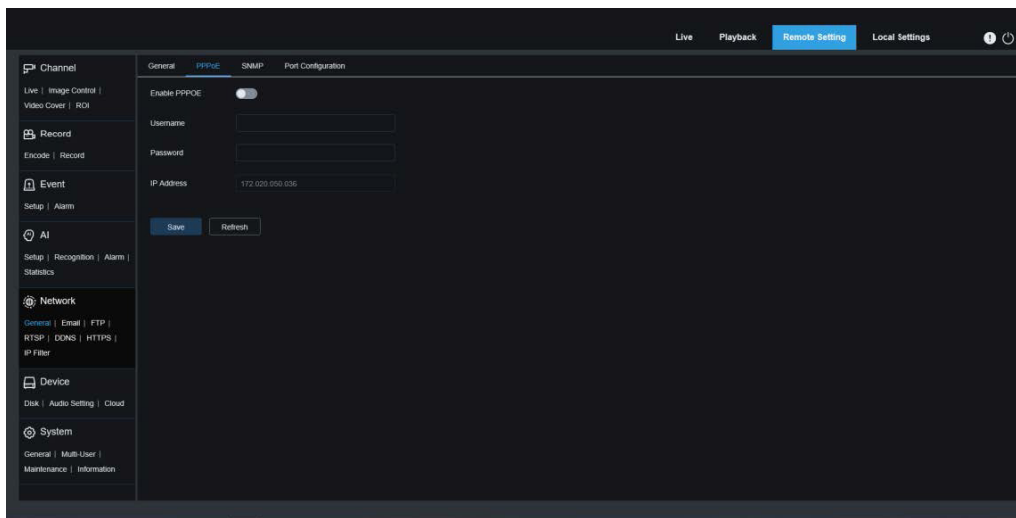 Live Playback Remote Setting Local Settings
Channel
Live | Image Control |
Video Cover | ROI
Record
Encode | Record
Event
Setup | Alarm
AI
Setup | Recognition | Alarm |
Statistics
Network
General | Email | FTP |
RTSP | DDNS | HTTPS |
IP Filter
Device
Disk | Audio Setting | Cloud
System
General | Multi-User |
Maintenance | Information
General PPPoE SNMP Port Configuration
Enable PPPOE
Username
Password
IP Address 172.020.050.036
Save Refresh